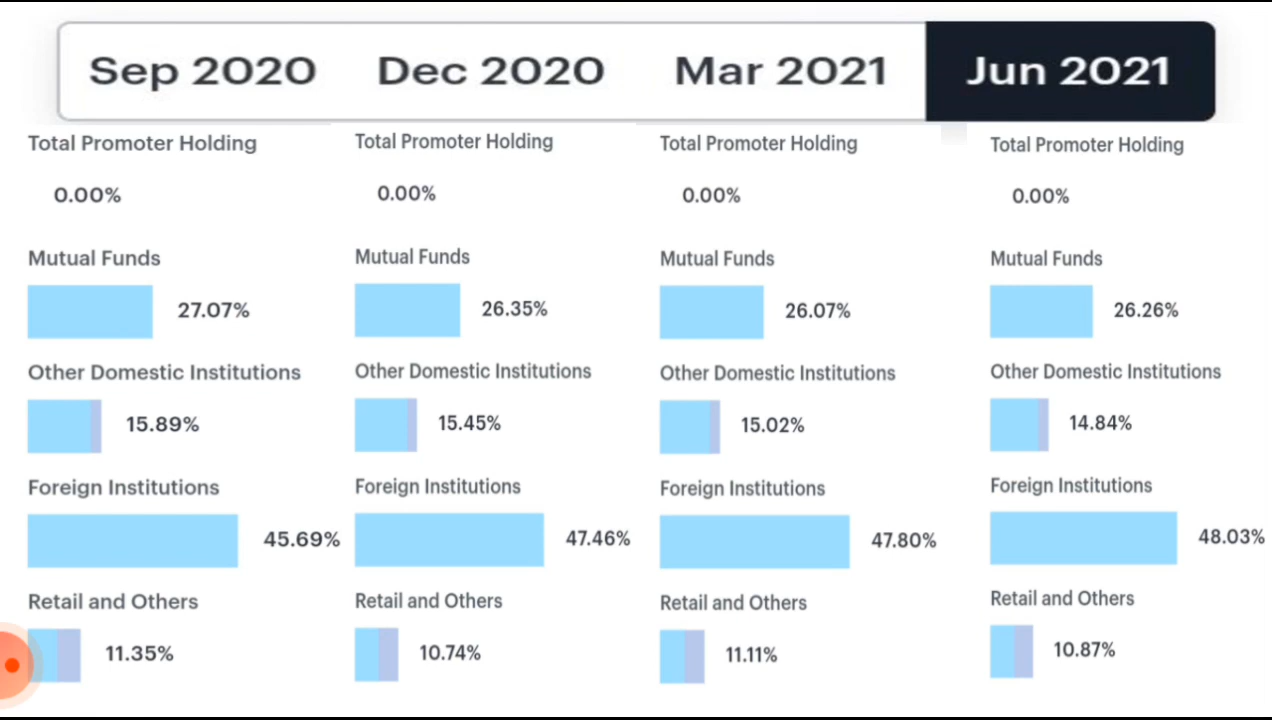 Sep 2020 Dec 2020 Mar 2021 Jun 2021
Total Promoter Holding Total Promoter Holding Total Promoter Holding Total Promoter Holding
0.00% 0.00% 0.00% 0.00%
Mutual Funds Mutual Funds Mutual Funds Mutual Funds
27.07% 26.35% 26.07% 26.26%
Other Domestic Institutions Other Domestic Institutions Other Domestic Institutions Other Domestic Institutions
15.89% 15.45% 15.02% 14.84%
Foreign Institutions Foreign Institutions Foreign Institutions Foreign Institutions
45.69% 47.46% 47.80% 48.03%
Retail and Others Retail and Others Retail and Others Retail and Others
11.35% 10.74% 11.11% 10.87%